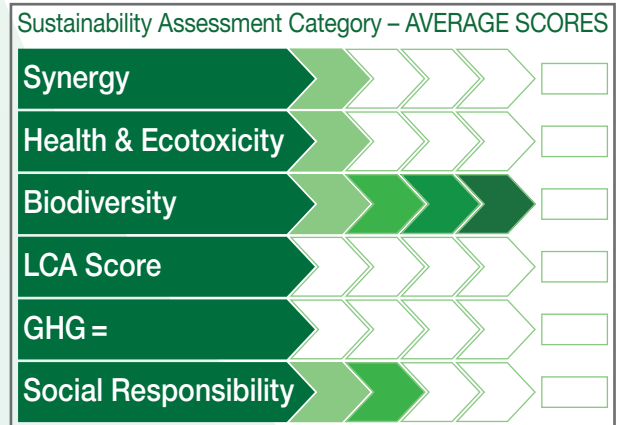 Sustainability Assessment Category – AVERAGE SCORES
Synergy
Health & Ecotoxicity
Biodiversity
LCA Score
GHG =
Social Responsibility